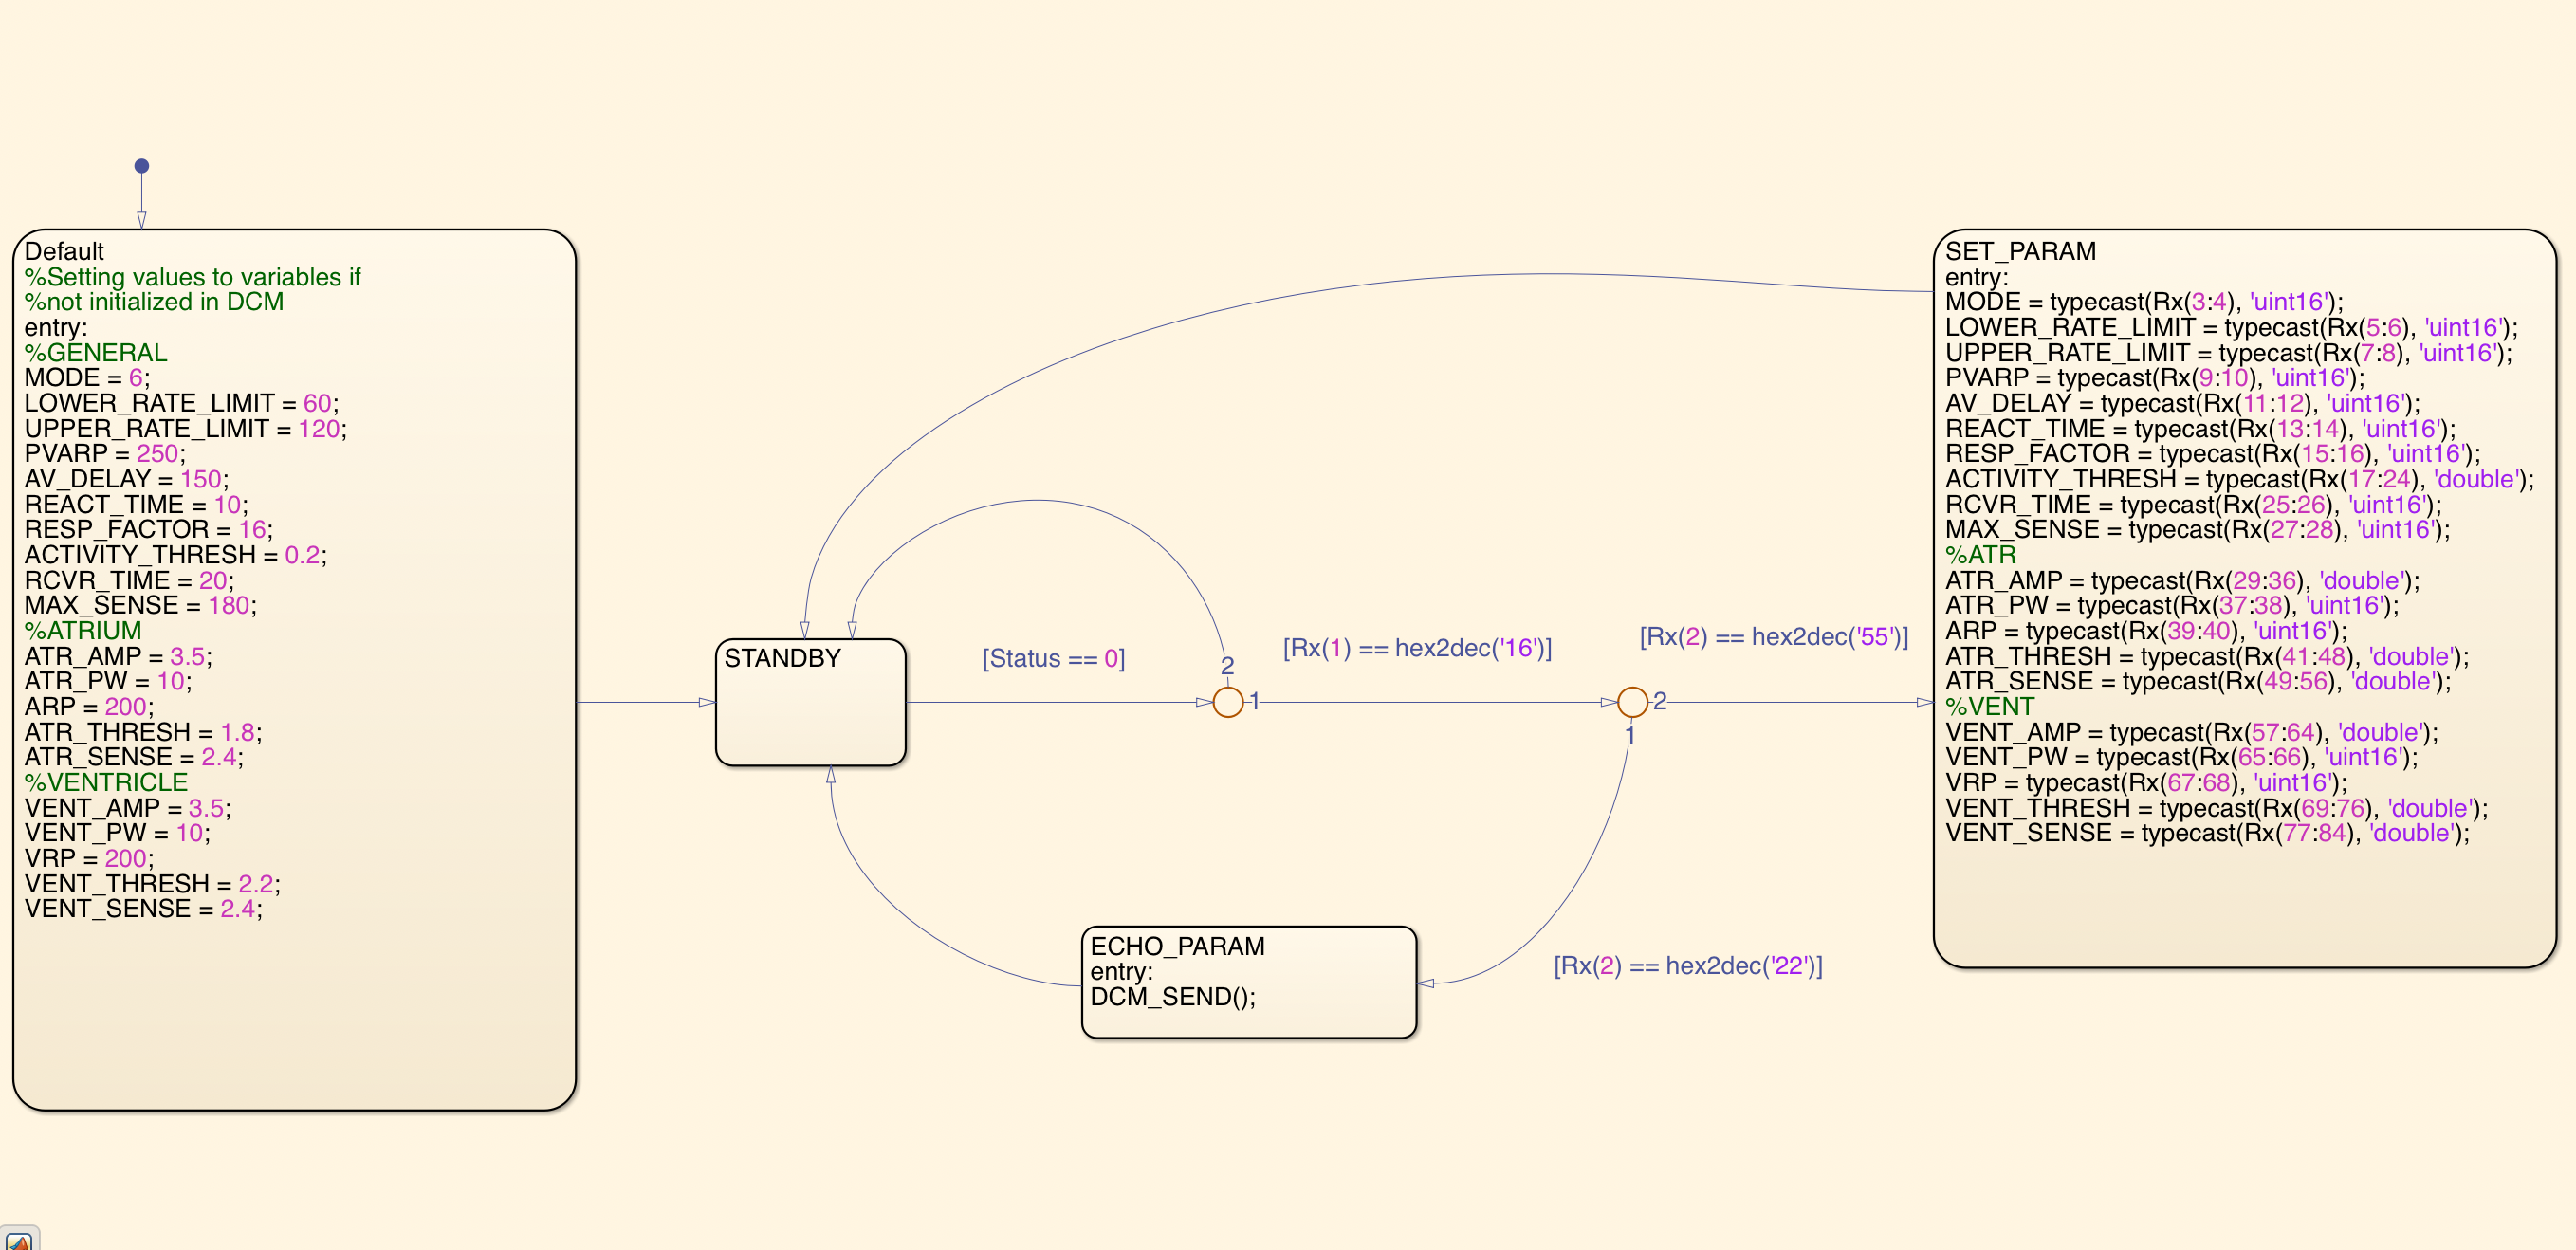 Default
%Setting values to variables if
%not initialized in DCM
entry:
%GENERAL
MODE = 6;
LOWER_RATE_LIMIT = 60;
UPPER_RATE_LIMIT = 120;
PVARP = 250;
AV_DELAY = 150;
REACT_TIME = 10;
RESP_FACTOR = 16;
ACTIVITY_THRESH = 0.2;
RCVR_TIME = 20;
MAX_SENSE = 180;
%ATRIUM
ATR_AMP = 3.5;
ATR_PW = 10;
ARP = 200;
ATR_THRESH = 1.8;
ATR_SENSE = 2.4;
%VENTRICLE
VENT_AMP = 3.5;
VENT_PW = 10;
VRP = 200;
VENT_THRESH = 2.2;
VENT_SENSE = 2.4;
STANDBY
[Status == 0]
2
1
[Rx(1) == hex2dec('16')]
2
1
[Rx(2) == hex2dec('55')]
[Rx(2) == hex2dec('22')]
ECHO_PARAM
entry:
DCM_SEND();
SET_PARAM
entry:
MODE = typecast(Rx(3:4), 'uint16');
LOWER_RATE_LIMIT = typecast(Rx(5:6), 'uint16');
UPPER_RATE_LIMIT = typecast(Rx(7:8), 'uint16');
PVARP = typecast(Rx(9:10), 'uint16');
AV_DELAY = typecast(Rx(11:12), 'uint16');
REACT_TIME = typecast(Rx(13:14), 'uint16');
RESP_FACTOR = typecast(Rx(15:16), 'uint16');
ACTIVITY_THRESH = typecast(Rx(17:24), 'double');
RCVR_TIME = typecast(Rx(25:26), 'uint16');
MAX_SENSE = typecast(Rx(27:28), 'uint16');
%ATR
ATR_AMP = typecast(Rx(29:36), 'double');
ATR_PW = typecast(Rx(37:38), 'uint16');
ARP = typecast(Rx(39:40), 'uint16');
ATR_THRESH = typecast(Rx(41:48), 'double');
ATR_SENSE = typecast(Rx(49:56), 'double');
%VENT
VENT_AMP = typecast(Rx(57:64), 'double');
VENT_PW = typecast(Rx(65:66), 'uint16');
VRP = typecast(Rx(67:68), 'uint16');
VENT_THRESH = typecast(Rx(69:76), 'double');
VENT_SENSE = typecast(Rx(77:84), 'double');